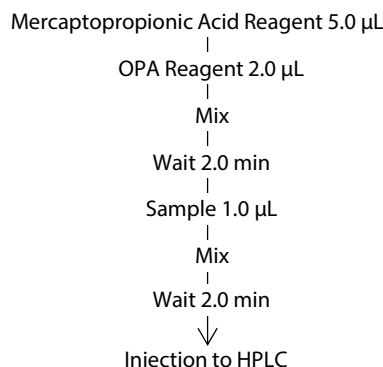 Mercaptopropionic Acid Reagent 5.0 µL
OPA Reagent 2.0 µL
Mix
Wait 2.0 min
Sample 1.0 µL
Mix
Wait 2.0 min
Injection to HPLC